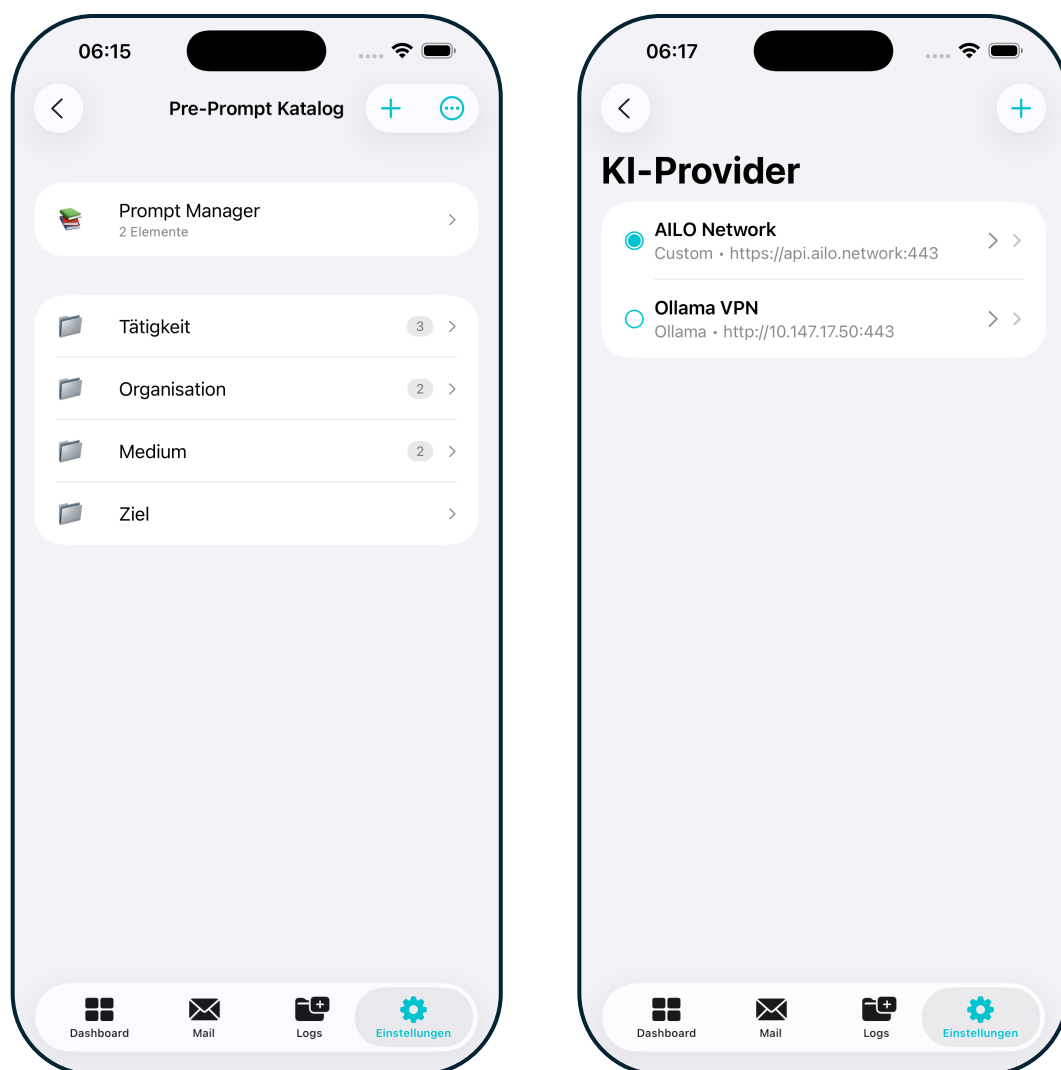 06:15
Pre-Prompt Katalog
Prompt Manager
2 Elemente
Tätigkeit 3
Organisation 2
Medium 2
Ziel
Dashboard Mail Logs Einstellungen
06:17
KI-Provider
AILO Network
Custom • https://api.ailo.network:443
Ollama VPN
Ollama • http://10.147.17.50:443
Dashboard Mail Logs Einstellungen